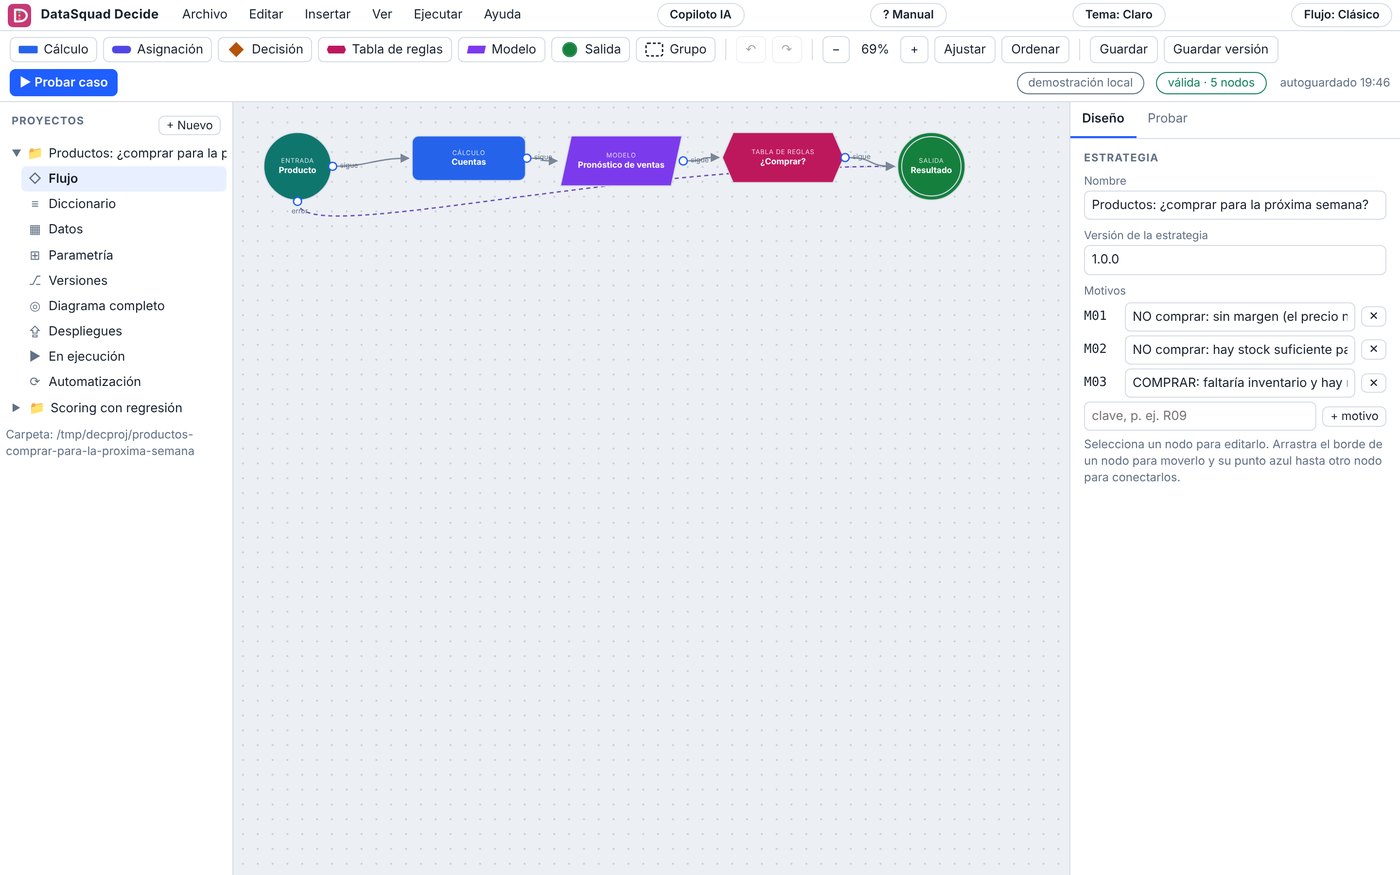 DataSquad Decide
Archivo
Editar
Insertar
Ver
Ejecutar
Ayuda
Copiloto IA
? Manual
Tema: Claro
Flujo: Clásico
Cálculo
Asignación
Decisión
Tabla de reglas
Modelo
Salida
Grupo
−
69%
+
Ajustar
Ordenar
Guardar
Guardar versión
Probar caso
demostración local
válida · 5 nodos
autoguardado 19:46
PROYECTOS
+ Nuevo
Productos: ¿comprar para la p
Flujo
Diccionario
Datos
Parametría
Versiones
Diagrama completo
Despliegues
En ejecución
Automatización
Scoring con regresión
Carpeta: /tmp/decproj/productos-
comprar-para-la-proxima-semana
ENTRADA
Producto
sigue
error
CÁLCULO
Cuentas
sigue
MODELO
Pronóstico de ventas
sigue
TABLA DE REGLAS
¿Comprar?
sigue
SALIDA
Resultado
Diseño
Probar
ESTRATEGIA
Nombre
Productos: ¿comprar para la próxima semana?
Versión de la estrategia
1.0.0
Motivos
M01
NO comprar: sin margen (el precio n
✕
M02
NO comprar: hay stock suficiente pa
✕
M03
COMPRAR: faltaría inventario y hay
✕
clave, p. ej. R09
+ motivo
Selecciona un nodo para editarlo. Arrastra el borde de
un nodo para moverlo y su punto azul hasta otro nodo
para conectarlos.